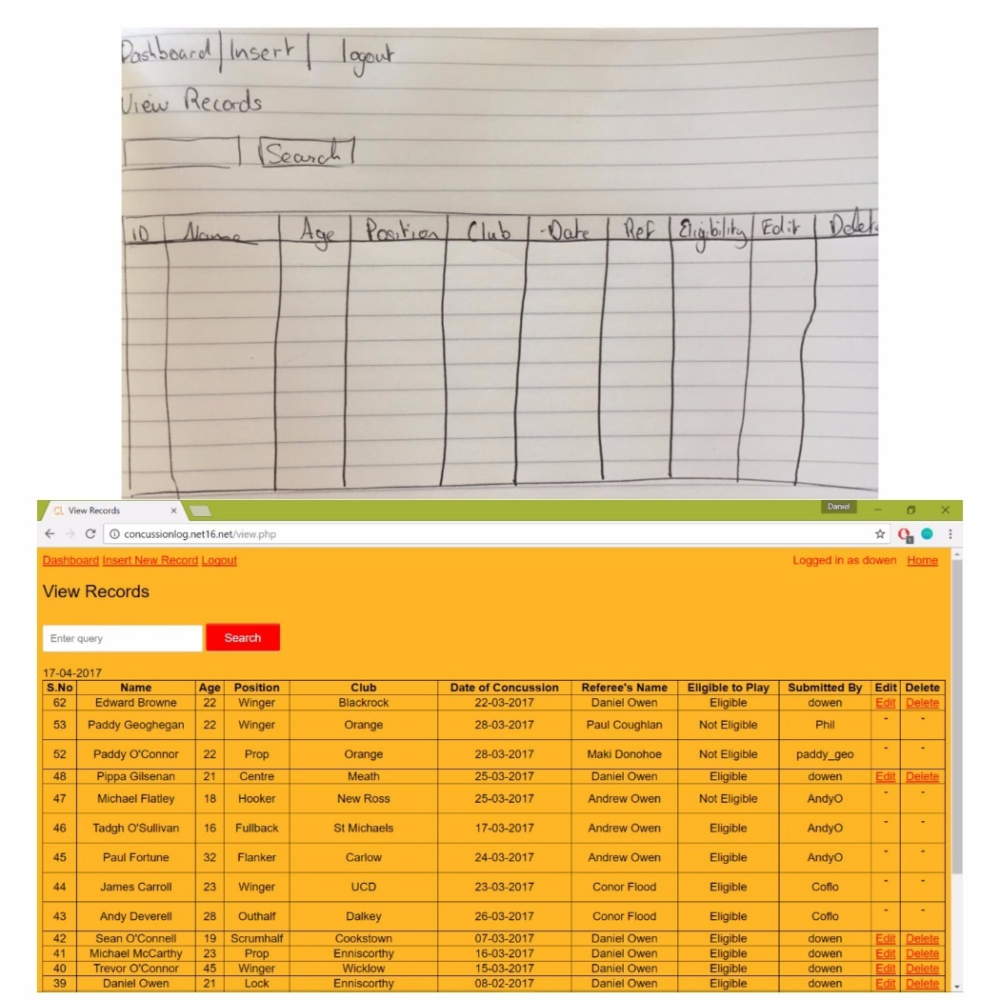 Dashboard | Insert | logout
View Records
Search
ID Name Age Position Club -Date Ref Eligibility Edit Delete
View Records Daniel
concussionlog.net16.net/view.php
Dashboard Insert New Record Logout Logged in as dowen Home
View Records
Enter query Search
17-04-2017
S.No Name Age Position Club Date of Concussion Referee's Name Eligible to Play Submitted By Edit Delete
62 Edward Browne 22 Winger Blackrock 22-03-2017 Daniel Owen Eligible dowen Edit Delete
53 Paddy Geoghegan 22 Winger Orange 28-03-2017 Paul Coughlan Not Eligible Phil - -
52 Paddy O'Connor 22 Prop Orange 28-03-2017 Maki Donohoe Not Eligible paddy_geo - -
48 Pippa Gilsenan 21 Centre Meath 25-03-2017 Daniel Owen Eligible dowen Edit Delete
47 Michael Flatley 18 Hooker New Ross 25-03-2017 Andrew Owen Not Eligible AndyO - -
46 Tadgh O'Sullivan 16 Fullback St Michaels 17-03-2017 Andrew Owen Eligible AndyO - -
45 Paul Fortune 32 Flanker Carlow 24-03-2017 Andrew Owen Eligible AndyO - -
44 James Carroll 23 Winger UCD 23-03-2017 Conor Flood Eligible Coflo - -
43 Andy Deverell 28 Outhalf Dalkey 26-03-2017 Conor Flood Eligible Coflo - -
42 Sean O'Connell 19 Scrumhalf Cookstown 07-03-2017 Daniel Owen Eligible dowen Edit Delete
41 Michael McCarthy 23 Prop Enniscorthy 16-03-2017 Daniel Owen Eligible dowen Edit Delete
40 Trevor O'Connor 45 Winger Wicklow 15-03-2017 Daniel Owen Eligible dowen Edit Delete
39 Daniel Owen 21 Lock Enniscorthy 08-02-2017 Daniel Owen Eligible dowen Edit Delete